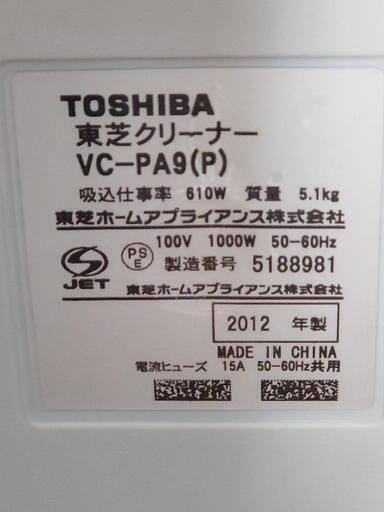 TOSHIBA
東芝クリーナー
VC-PA9(P)
吸込仕事率 610W 質量 5.1kg
東芝ホームアプライアンス株式会社
100V 1000W 50-60Hz
PS
E
製造番号 5188981
JET
東芝ホームアプライアンス株式会社
2012 年製
MADE IN CHINA
電流ヒューズ 15A 50-60Hz共用